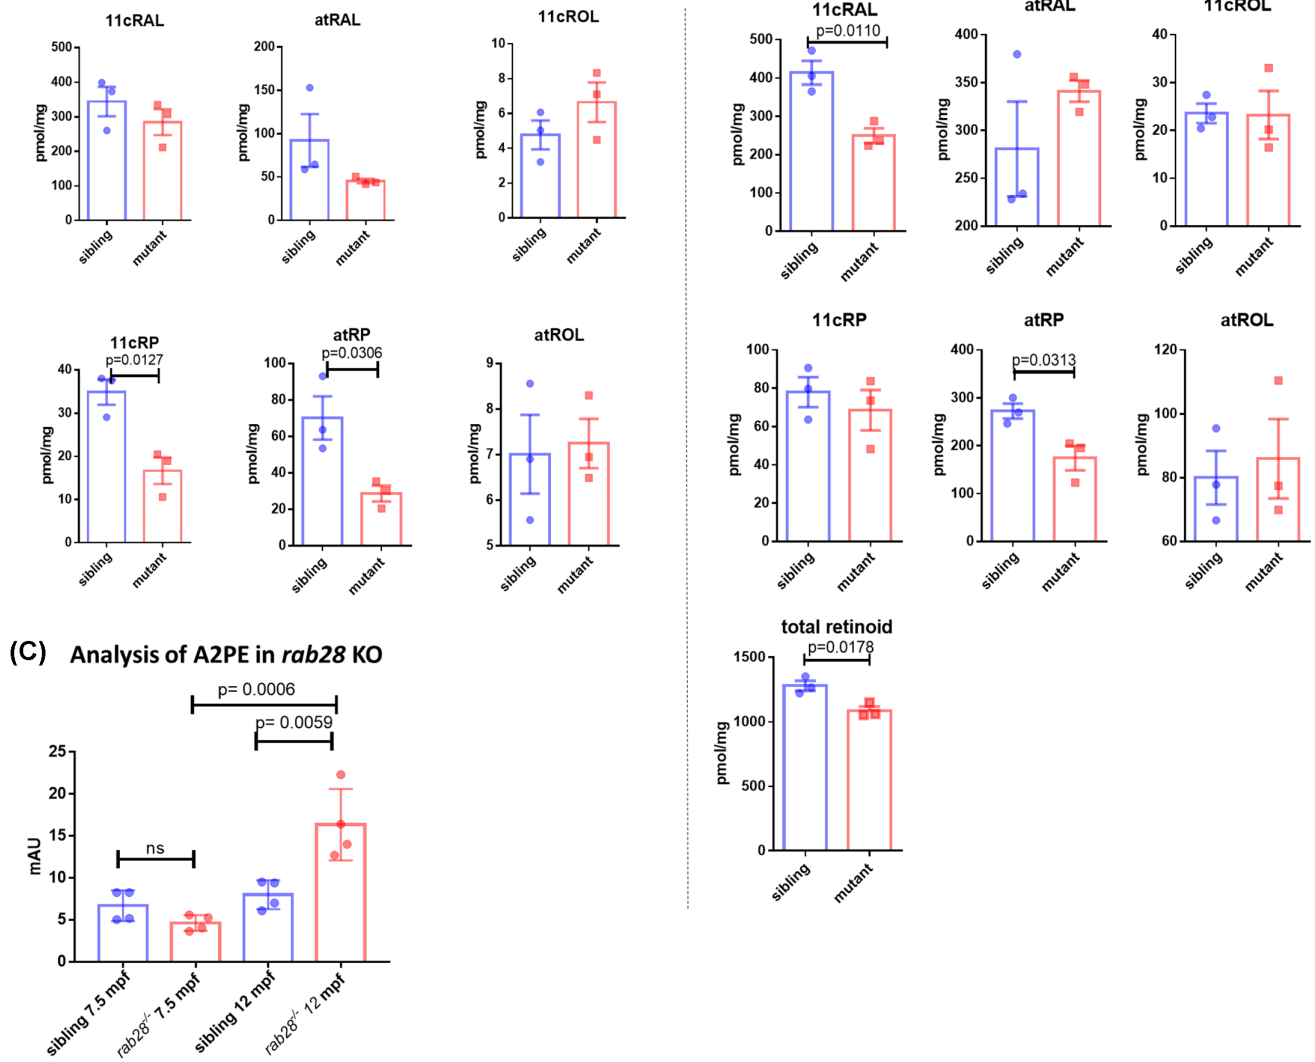 11cRAL
pmol/mg
500
400
300
200
100
0
sibling
mutant
atRAL
pmol/mg
200
150
100
50
0
sibling
mutant
11cROL
pmol/mg
10
8
6
4
2
0
sibling
mutant
11cRP
p=0.0127
pmol/mg
40
30
20
10
0
sibling
mutant
atRP
p=0.0306
pmol/mg
100
80
60
40
20
0
sibling
mutant
atROL
pmol/mg
9
8
7
6
5
sibling
mutant
11cRAL
p=0.0110
pmol/mg
500
400
300
200
100
0
sibling
mutant
atRAL
pmol/mg
400
350
300
250
200
sibling
mutant
11cROL
pmol/mg
40
30
20
10
0
sibling
mutant
11cRP
pmol/mg
100
80
60
40
20
0
sibling
mutant
atRP
p=0.0313
pmol/mg
400
300
200
100
0
sibling
mutant
atROL
pmol/mg
120
100
80
60
sibling
mutant
total retinoid
p=0.0178
pmol/mg
1500
1000
500
0
sibling
mutant
(C) Analysis of A2PE in rab28 KO
p= 0.0006
p= 0.0059
ns
mAU
25
20
15
10
5
0
sibling 7.5 mpf
rab28-/- 7.5 mpf
sibling 12 mpf
rab28-/- 12 mpf